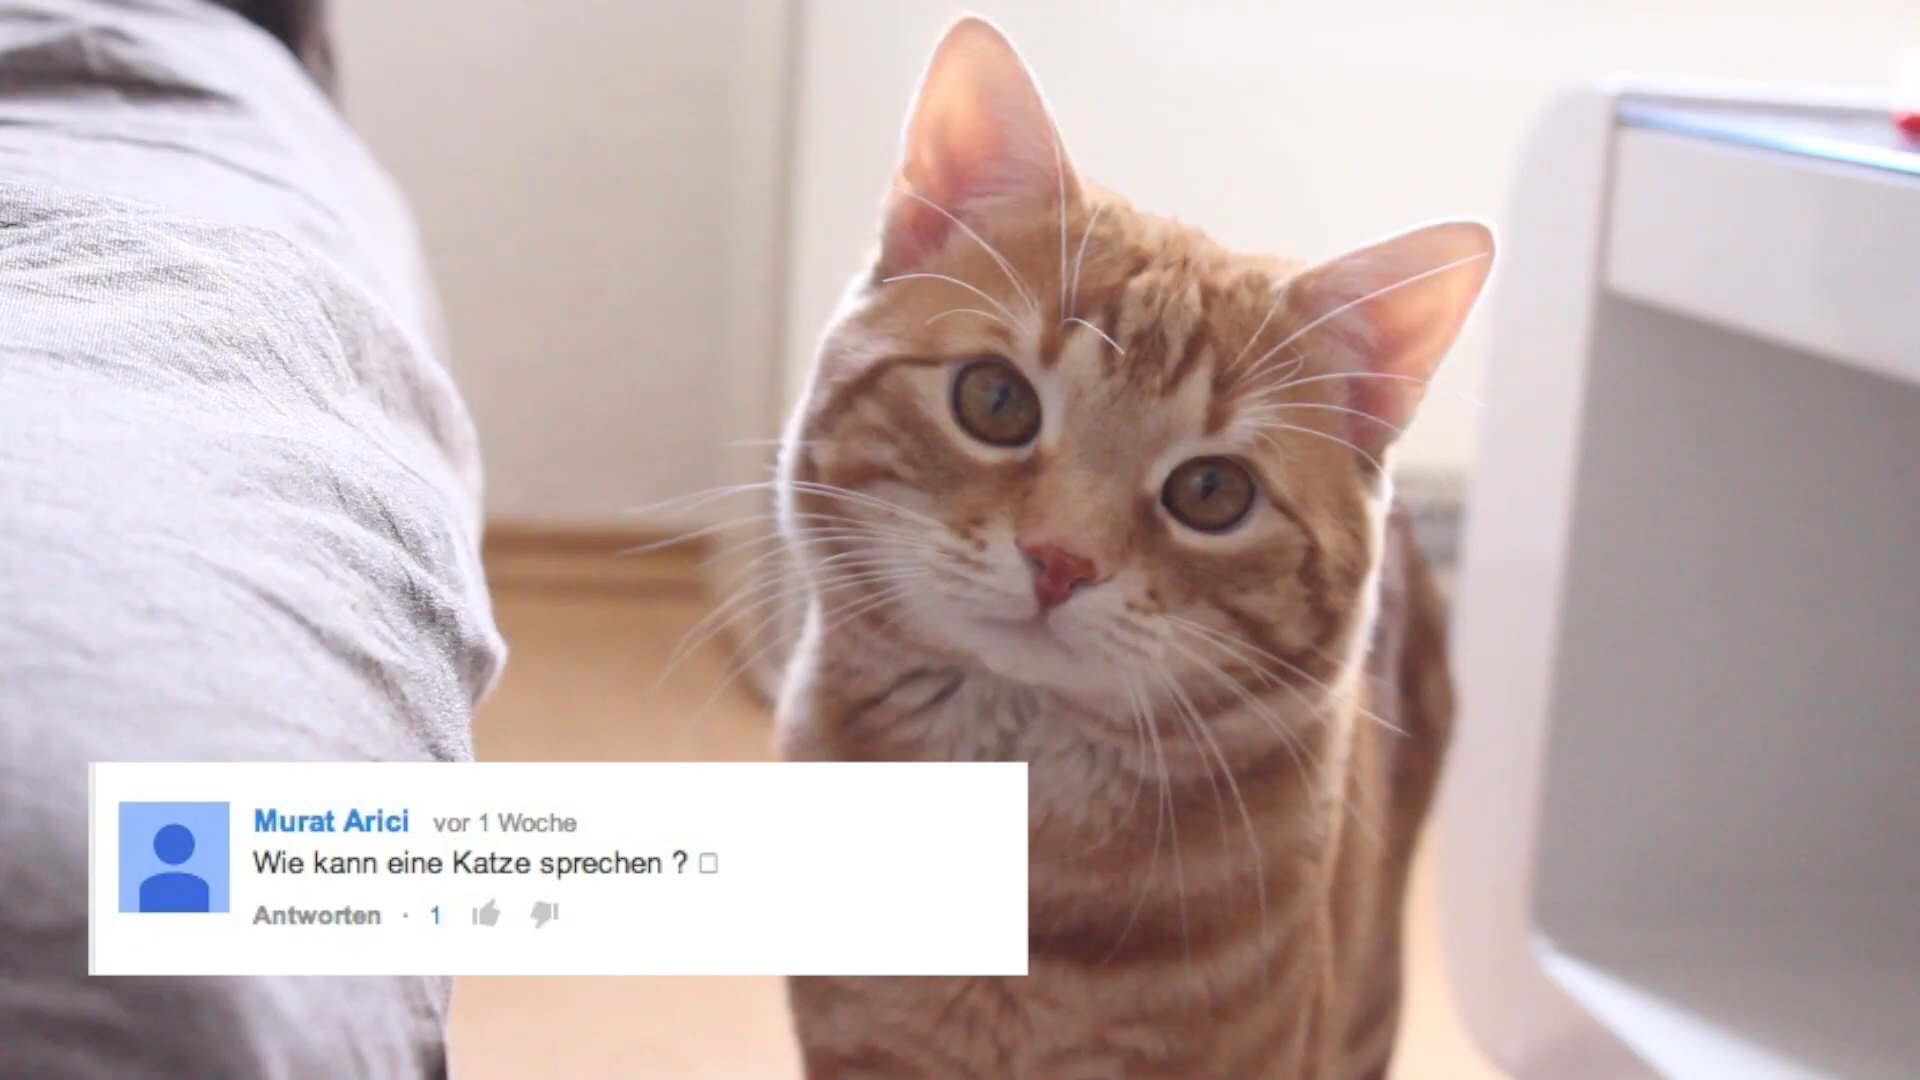 Murat Arici vor 1 Woche
Wie kann eine Katze sprechen ? □
Antworten · 1